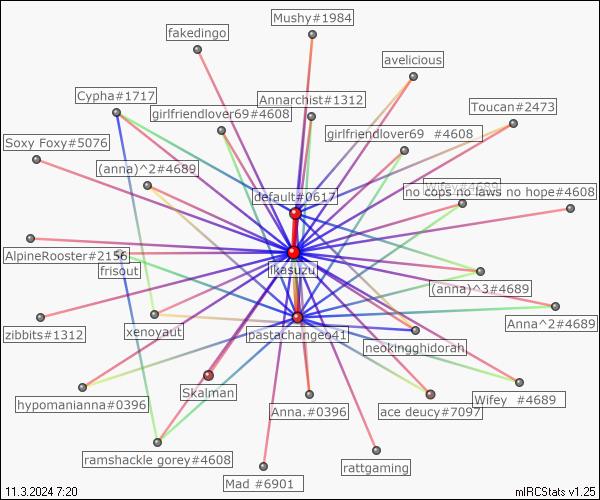 Mushy#1984
fakedingo
avelicious
Cypha#1717
Annarchist#1312
girlfriendlover69#4608
Toucan#2473
girlfriendlover69  #4608
Soxy Foxy#5076
(anna)^2#4689
Wifey#4689
no cops no laws no hope#4608
default#0617
AlpineRooster#2156
frisout
ikasuzu
(anna)^3#4689
Anna^2#4689
zibbits#1312
xenoyaut
pastachangeo41
neokingghidorah
Skalman
hypomanianna#0396
Anna.#0396
ace deucy#7097
Wifey  #4689
ramshackle gorey#4608
rattgaming
Mad #6901
11.3.2024 7:20
mIRCStats v1.25